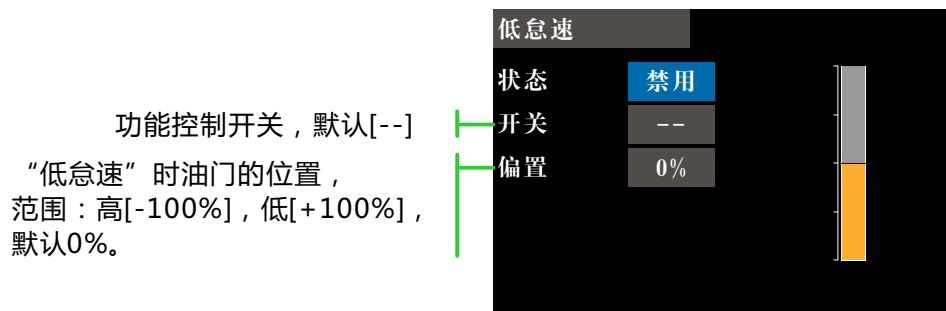 低怠速
状态 禁用
功能控制开关，默认[--] 开关 --
“低怠速”时油门的位置， 偏置 0%
范围：高[-100%]，低[+100%]，
默认0%。